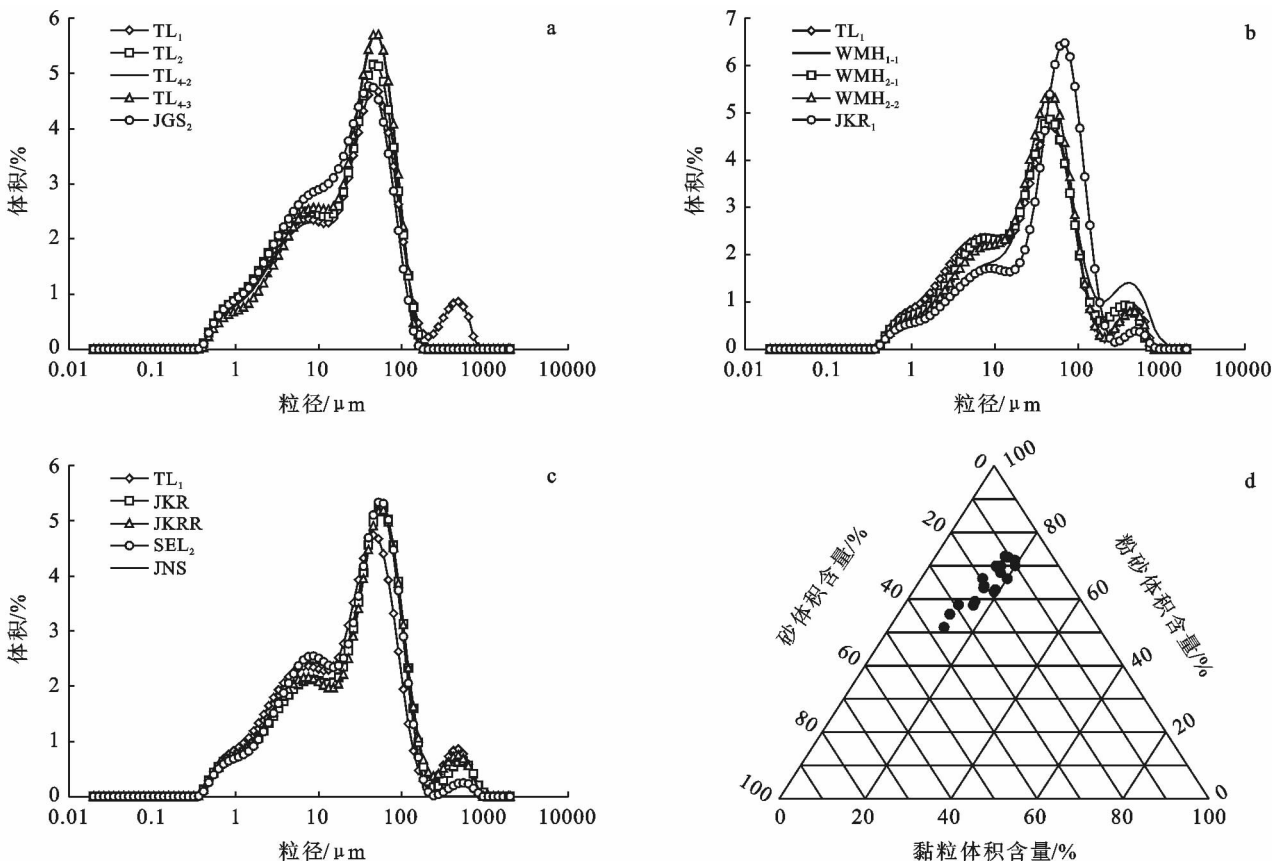 a
TL₁
TL₂
TL₄₋₂
TL₄₋₃
JGS₂
体积/%
6
5
4
3
2
1
0
0.01 0.1 1 10 100 1000 10000
粒径/μm
b
TL₁
WMH₁₋₁
WMH₂₋₁
WMH₂₋₂
JKR₁
体积/%
7
6
5
4
3
2
1
0
0.01 0.1 1 10 100 1000 10000
粒径/μm
c
TL₁
JKR
JKRR
SEL₂
JNS
体积/%
6
5
4
3
2
1
0
0.01 0.1 1 10 100 1000 10000
粒径/μm
d
砂体积含量/%
0
20
40
60
80
100
粉砂体积含量/%
100
80
60
40
20
0
0 20 40 60 80 100
黏粒体积含量/%